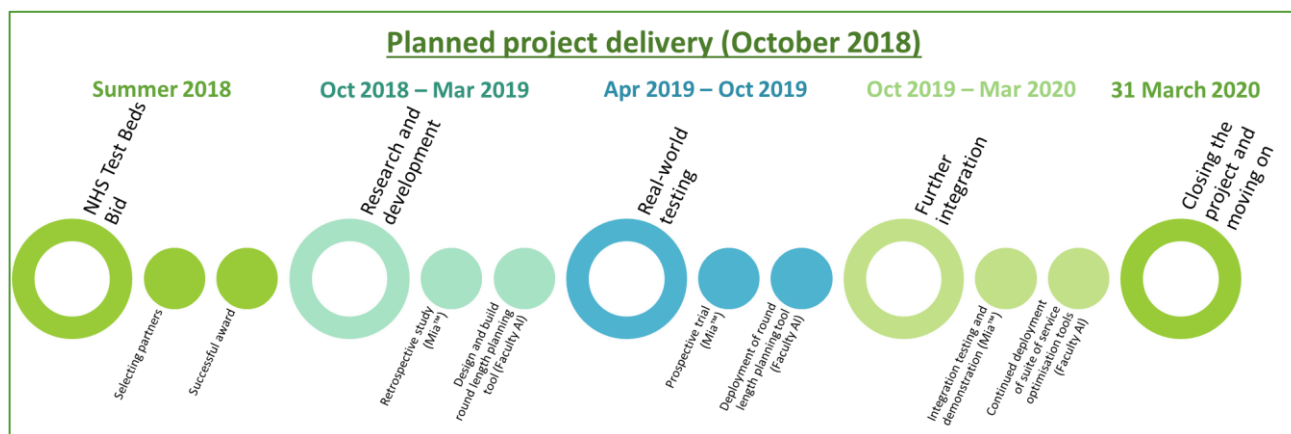 Planned project delivery (October 2018)
Summer 2018
Oct 2018 – Mar 2019
Apr 2019 – Oct 2019
Oct 2019 – Mar 2020
31 March 2020
NHS Test Beds
Bid
Selecting partners
Successful award
Research and
development
Retrospective study
(Mia™)
Design and build
round length planning
tool (Faculty AI)
Real-world
testing
Prospective trial
(Mia™)
Deployment of round
length planning tool
(Faculty AI)
Further
integration
Integration testing and
demonstration (Mia™)
Continued deployment
of suite of service
optimisation tools
(Faculty AI)
Closing the
project and
moving on